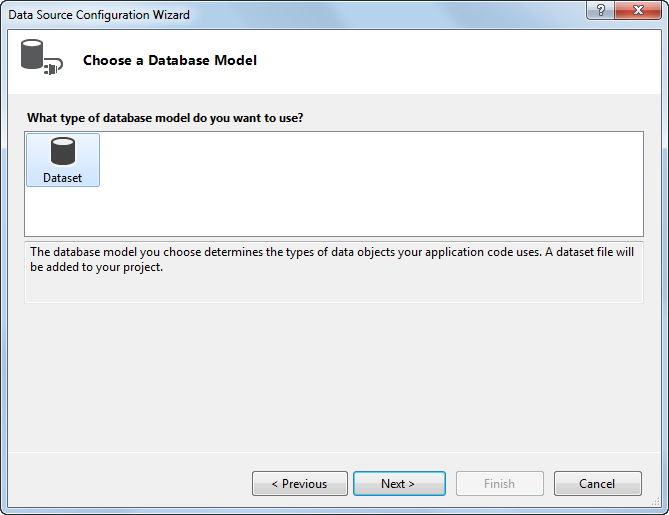 Data Source Configuration Wizard
Choose a Database Model
What type of database model do you want to use?
Dataset
The database model you choose determines the types of data objects your application code uses. A dataset file will
be added to your project.
< Previous
Next >
Finish
Cancel